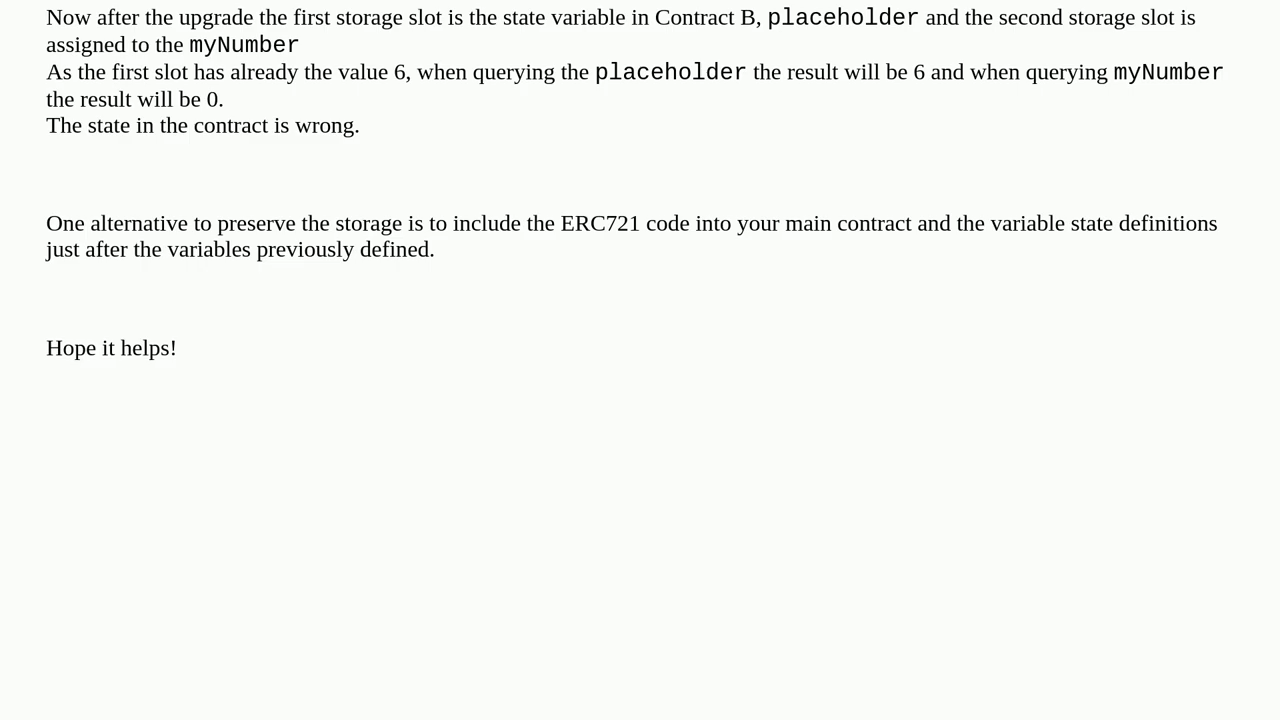 Now after the upgrade the first storage slot is the state variable in Contract B, placeholder and the second storage slot is
assigned to the myNumber
As the first slot has already the value 6, when querying the placeholder the result will be 6 and when querying myNumber
the result will be 0.
The state in the contract is wrong.
One alternative to preserve the storage is to include the ERC721 code into your main contract and the variable state definitions
just after the variables previously defined.
Hope it helps!